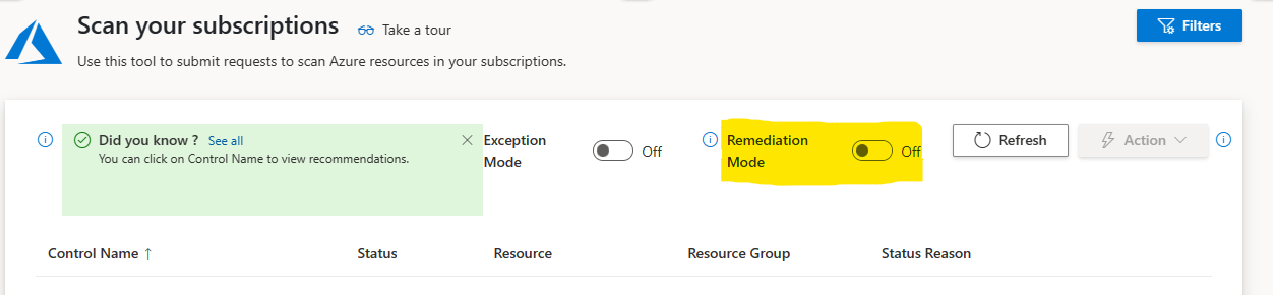 Scan your subscriptions
Take a tour
Filters
Use this tool to submit requests to scan Azure resources in your subscriptions.
Did you know ? See all
You can click on Control Name to view recommendations.
Exception
Mode
Off
Remediation
Mode
Off
Refresh
Action
Control Name ↑
Status
Resource
Resource Group
Status Reason